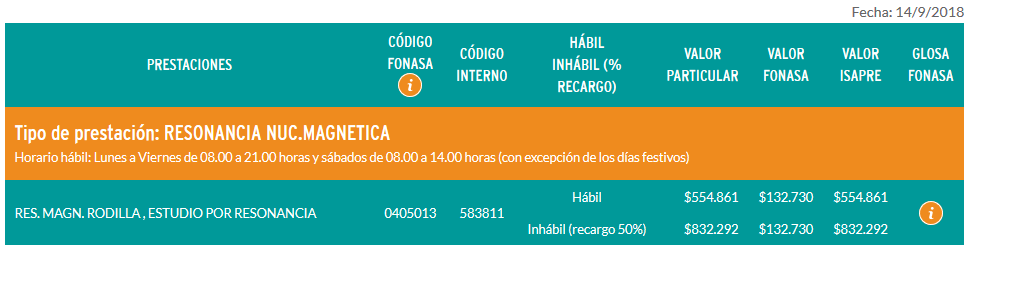 Fecha: 14/9/2018
PRESTACIONES
CÓDIGO
FONASA
i
CÓDIGO
INTERNO
HÁBIL
INHÁBIL (%
RECARGO)
VALOR
PARTICULAR
VALOR
FONASA
VALOR
ISAPRE
GLOSA
FONASA
Tipo de prestación: RESONANCIA NUC.MAGNETICA
Horario hábil: Lunes a Viernes de 08.00 a 21.00 horas y sábados de 08.00 a 14.00 horas (con excepción de los días festivos)
RES. MAGN. RODILLA , ESTUDIO POR RESONANCIA
0405013
583811
Hábil
$554.861
$132.730
$554.861
Inhábil (recargo 50%)
$832.292
$132.730
$832.292
i